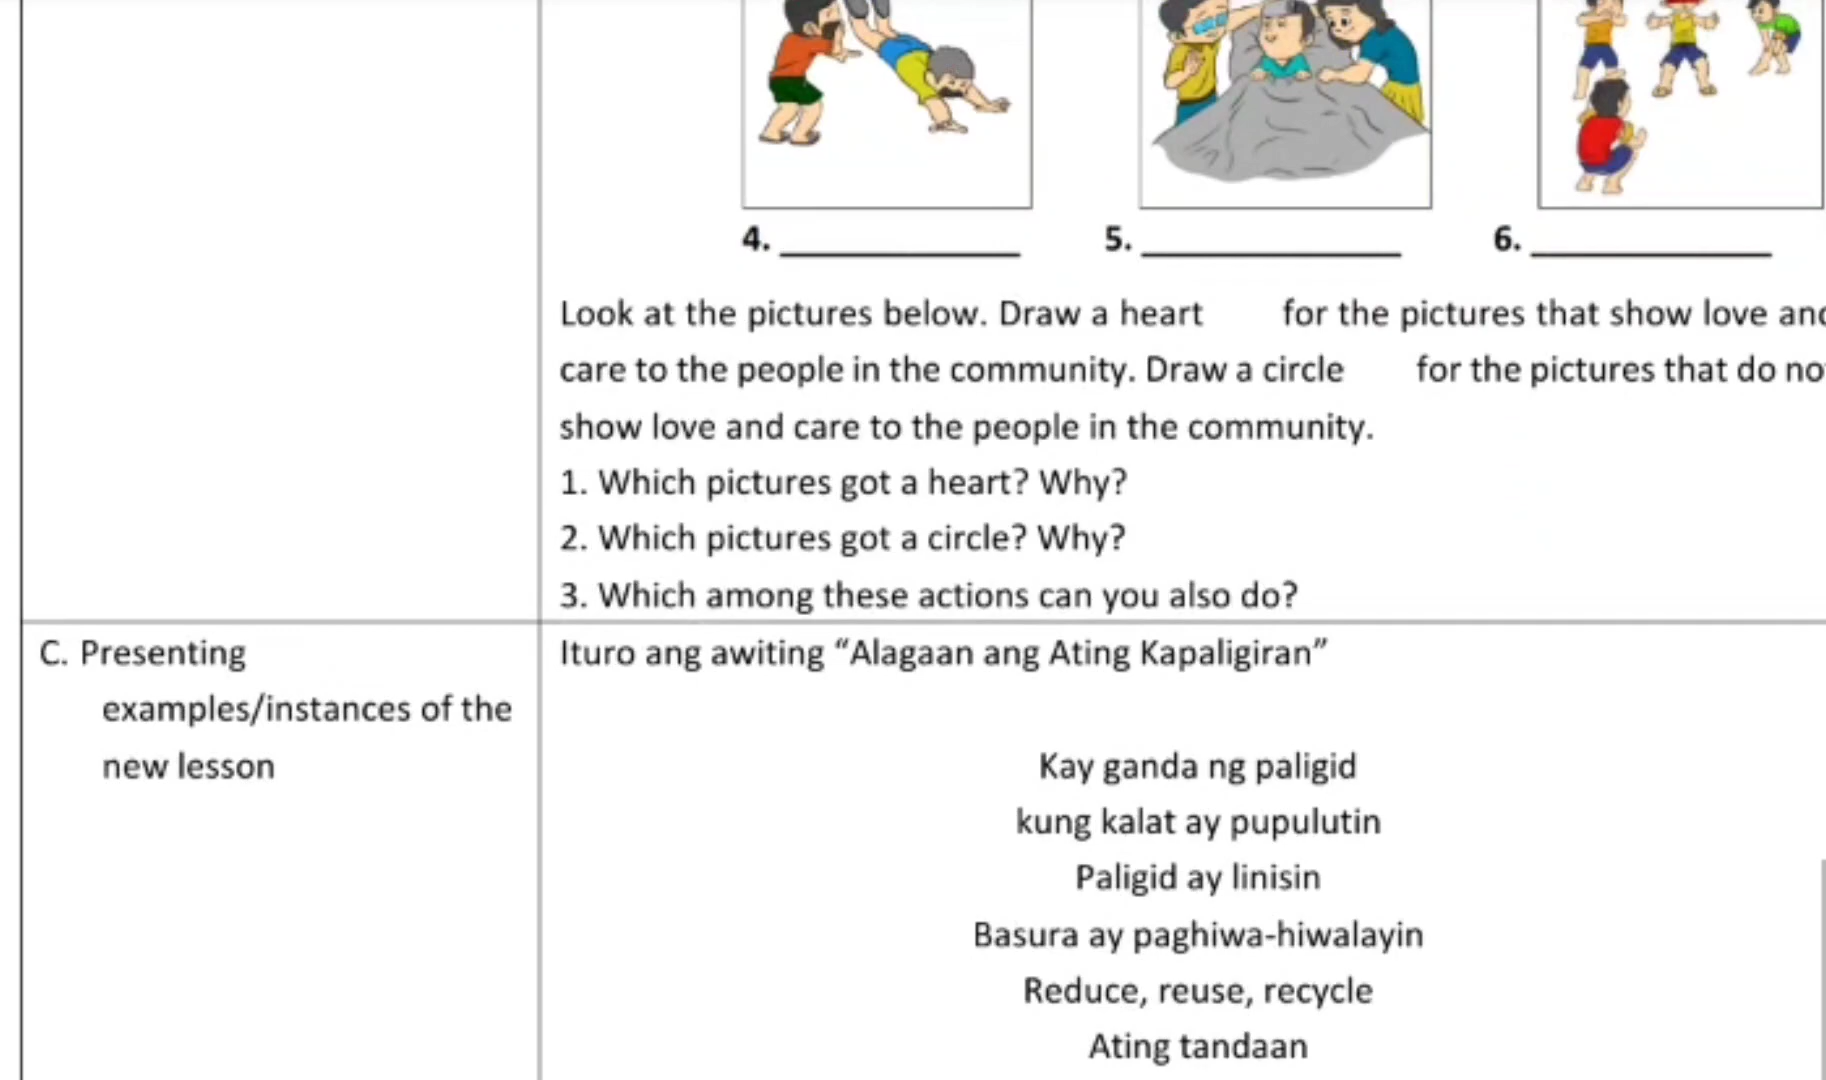 4. ____________ 5. ____________ 6. ____________
Look at the pictures below. Draw a heart for the pictures that show love and
care to the people in the community. Draw a circle for the pictures that do
show love and care to the people in the community.
1. Which pictures got a heart? Why?
2. Which pictures got a circle? Why?
3. Which among these actions can you also do?
C. Presenting
examples/instances of the
new lesson
Ituro ang awiting “Alagaan ang Ating Kapaligiran”
Kay ganda ng paligid
kung kalat ay pupulutin
Paligid ay linisin
Basura ay paghiwa-hiwalayin
Reduce, reuse, recycle
Ating tandaan